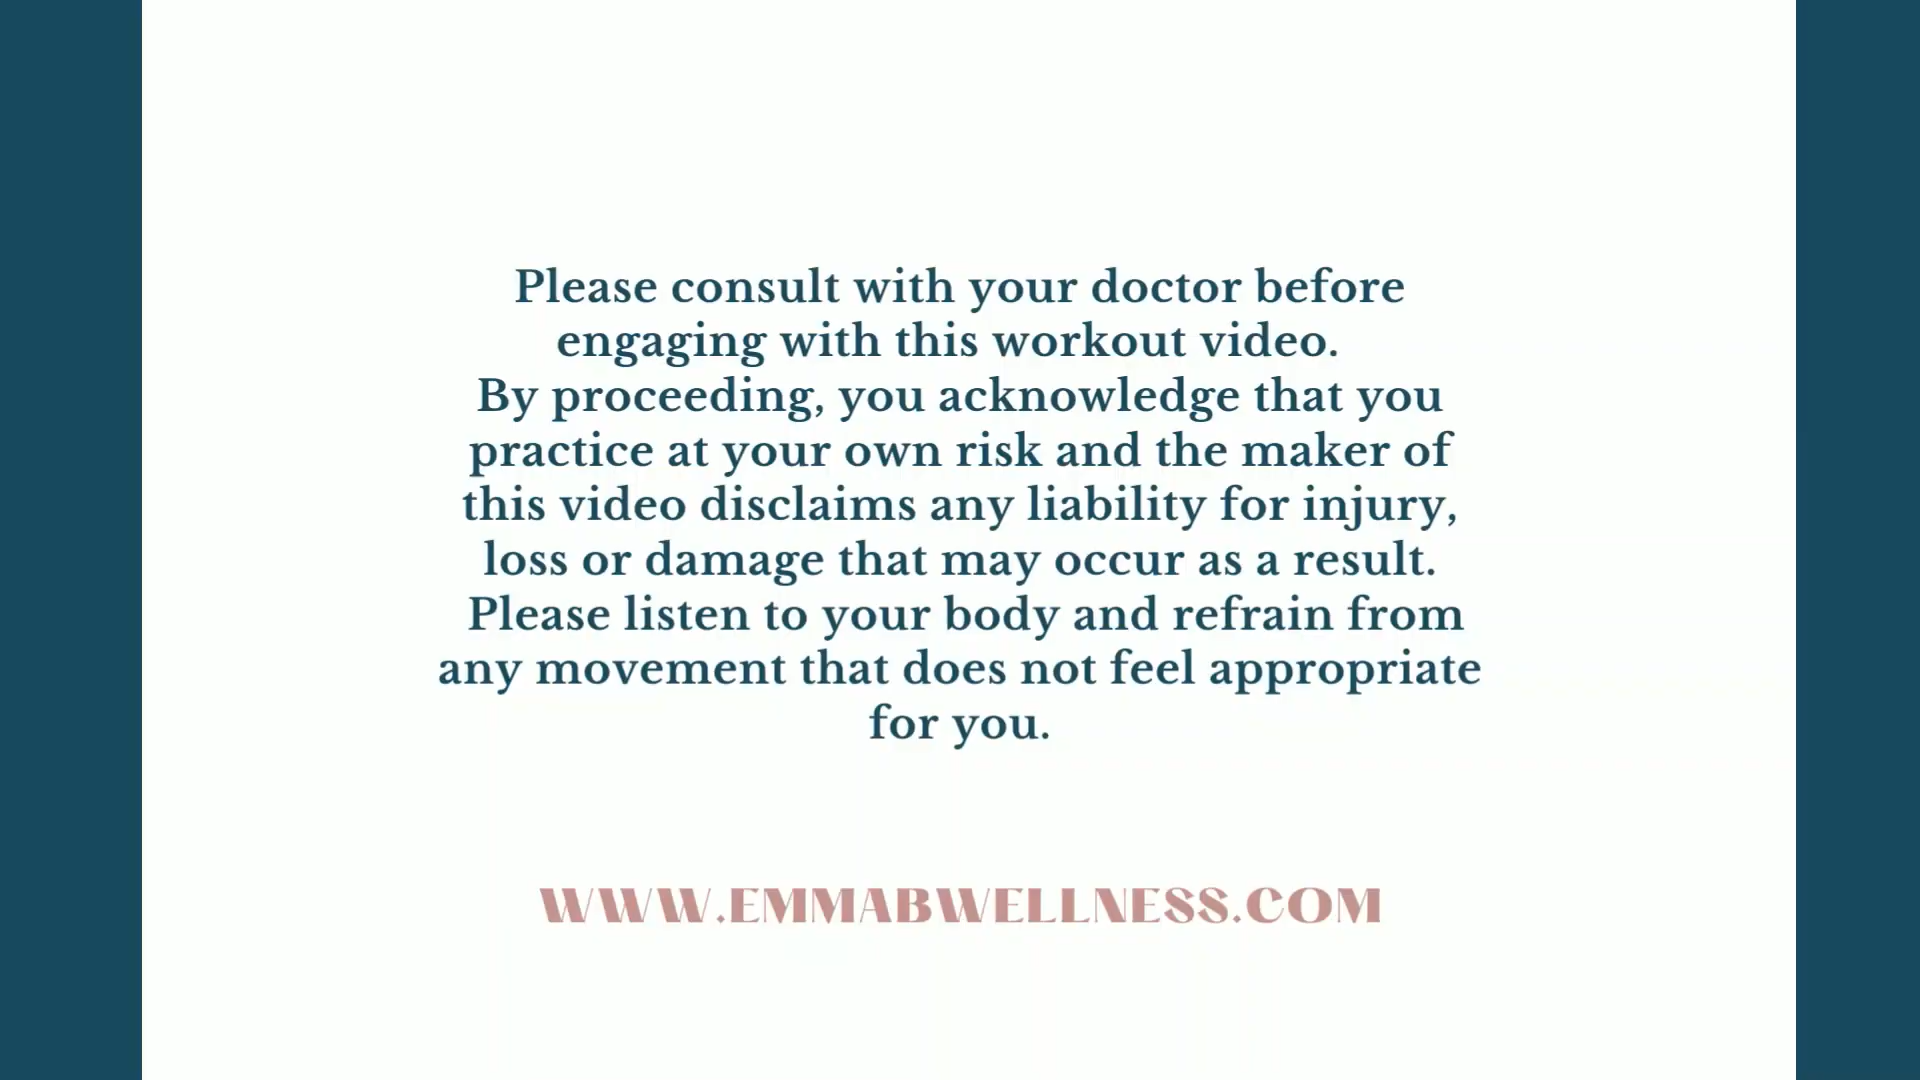 Please consult with your doctor before
engaging with this workout video.
By proceeding, you acknowledge that you
practice at your own risk and the maker of
this video disclaims any liability for injury,
loss or damage that may occur as a result.
Please listen to your body and refrain from
any movement that does not feel appropriate
for you.
WWW.EMMABWELLNESS.COM